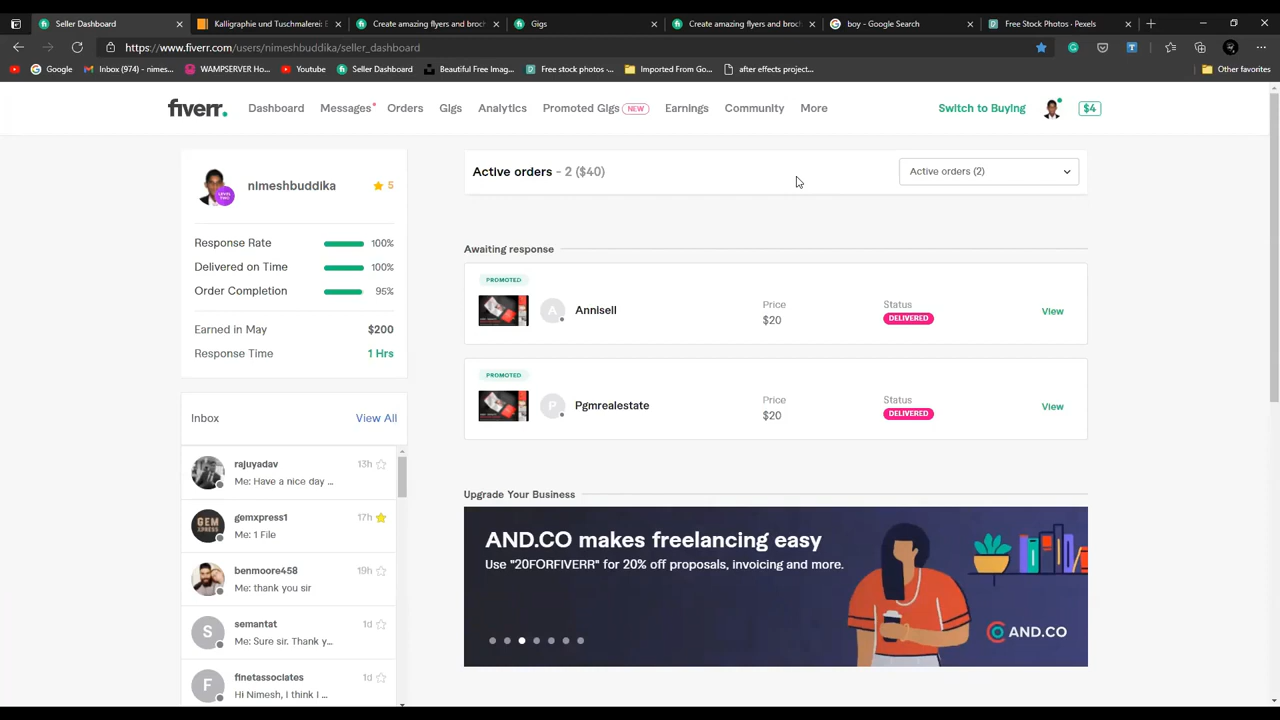 Seller Dashboard
Kalligraphie und Tuschmalerei: E
Create amazing flyers and broch
Gigs
Create amazing flyers and broch
boy - Google Search
Free Stock Photos · Pexels
https://www.fiverr.com/users/nimeshbuddika/seller_dashboard
Google
Inbox (974) - nimes...
WAMPSERVER Ho...
Youtube
Seller Dashboard
Beautiful Free Imag...
Free stock photos ·...
Imported From Go...
after effects project...
Other favorites
fiverr.
Dashboard
Messages
Orders
Gigs
Analytics
Promoted Gigs NEW
Earnings
Community
More
Switch to Buying
$4
LEVEL TWO
nimeshbuddika
5
Response Rate 100%
Delivered on Time 100%
Order Completion 95%
Earned in May $200
Response Time 1 Hrs
Inbox View All
rajuyadav 13h
Me: Have a nice day ...
GEM XPRESS
gemxpress1 17h
Me: 1 File
benmoore458 19h
Me: thank you sir
S
semantat 1d
Me: Sure sir. Thank y...
F
finetassociates 1d
Hi Nimesh, I think I ...
Active orders - 2 ($40)
Active orders (2)
Awaiting response
PROMOTED
A Annisell
Price
$20
Status
DELIVERED
View
PROMOTED
P Pgmrealestate
Price
$20
Status
DELIVERED
View
Upgrade Your Business
AND.CO makes freelancing easy
Use "20FORFIVERR" for 20% off proposals, invoicing and more.
AND.CO